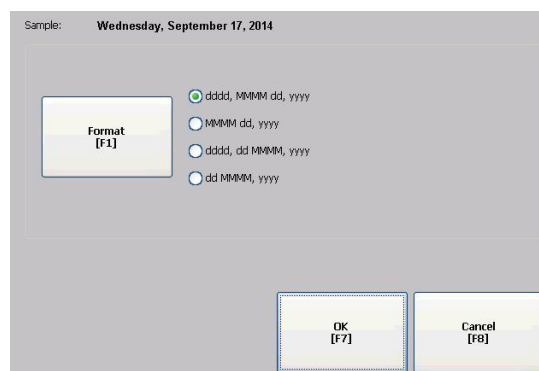 Sample: Wednesday, September 17, 2014
dddd, MMMM dd, yyyy
MMMM dd, yyyy
Format
[F1]
dddd, dd MMMM, yyyy
dd MMMM, yyyy
OK
[F7]
Cancel
[F8]